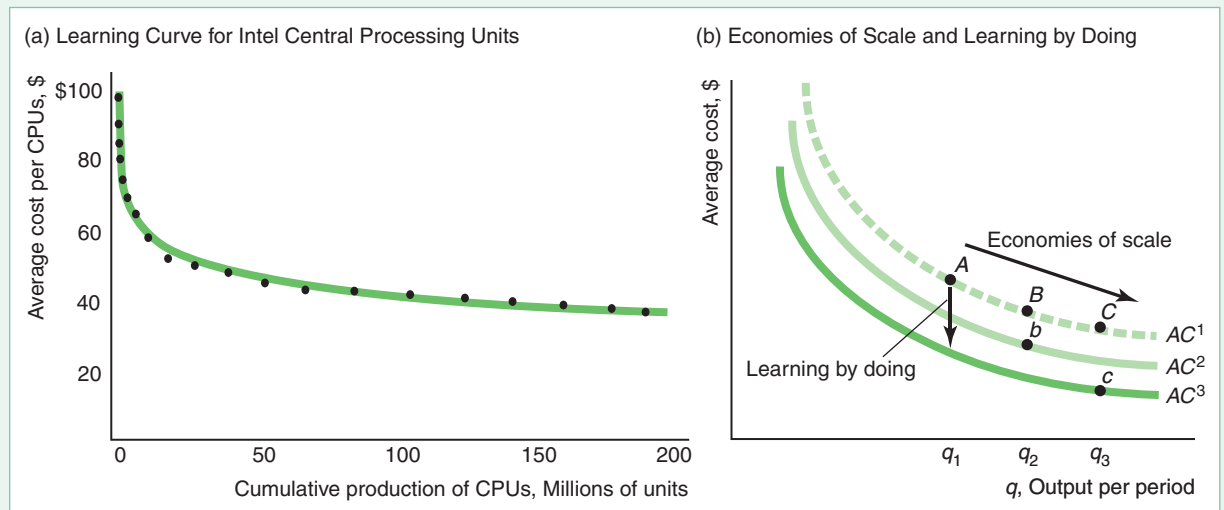 (a) Learning Curve for Intel Central Processing Units
Average cost per CPUs, $
$100
80
60
40
20
0 50 100 150 200
Cumulative production of CPUs, Millions of units
(b) Economies of Scale and Learning by Doing
Average cost, $
Economies of scale
A
B
C
b
c
AC¹
AC²
AC³
Learning by doing
q₁ q₂ q₃
q, Output per period